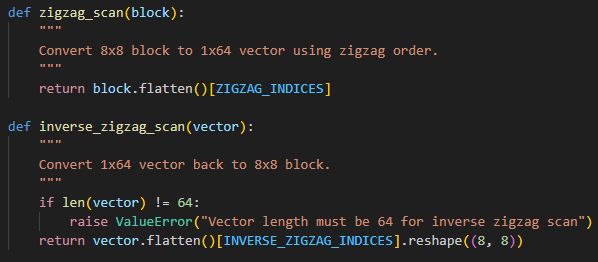 def zigzag_scan(block):
    """
    Convert 8x8 block to 1x64 vector using zigzag order.
    """
    return block.flatten()[ZIGZAG_INDICES]

def inverse_zigzag_scan(vector):
    """
    Convert 1x64 vector back to 8x8 block.
    """
    if len(vector) != 64:
        raise ValueError("Vector length must be 64 for inverse zigzag scan")
    return vector.flatten()[INVERSE_ZIGZAG_INDICES].reshape((8, 8))